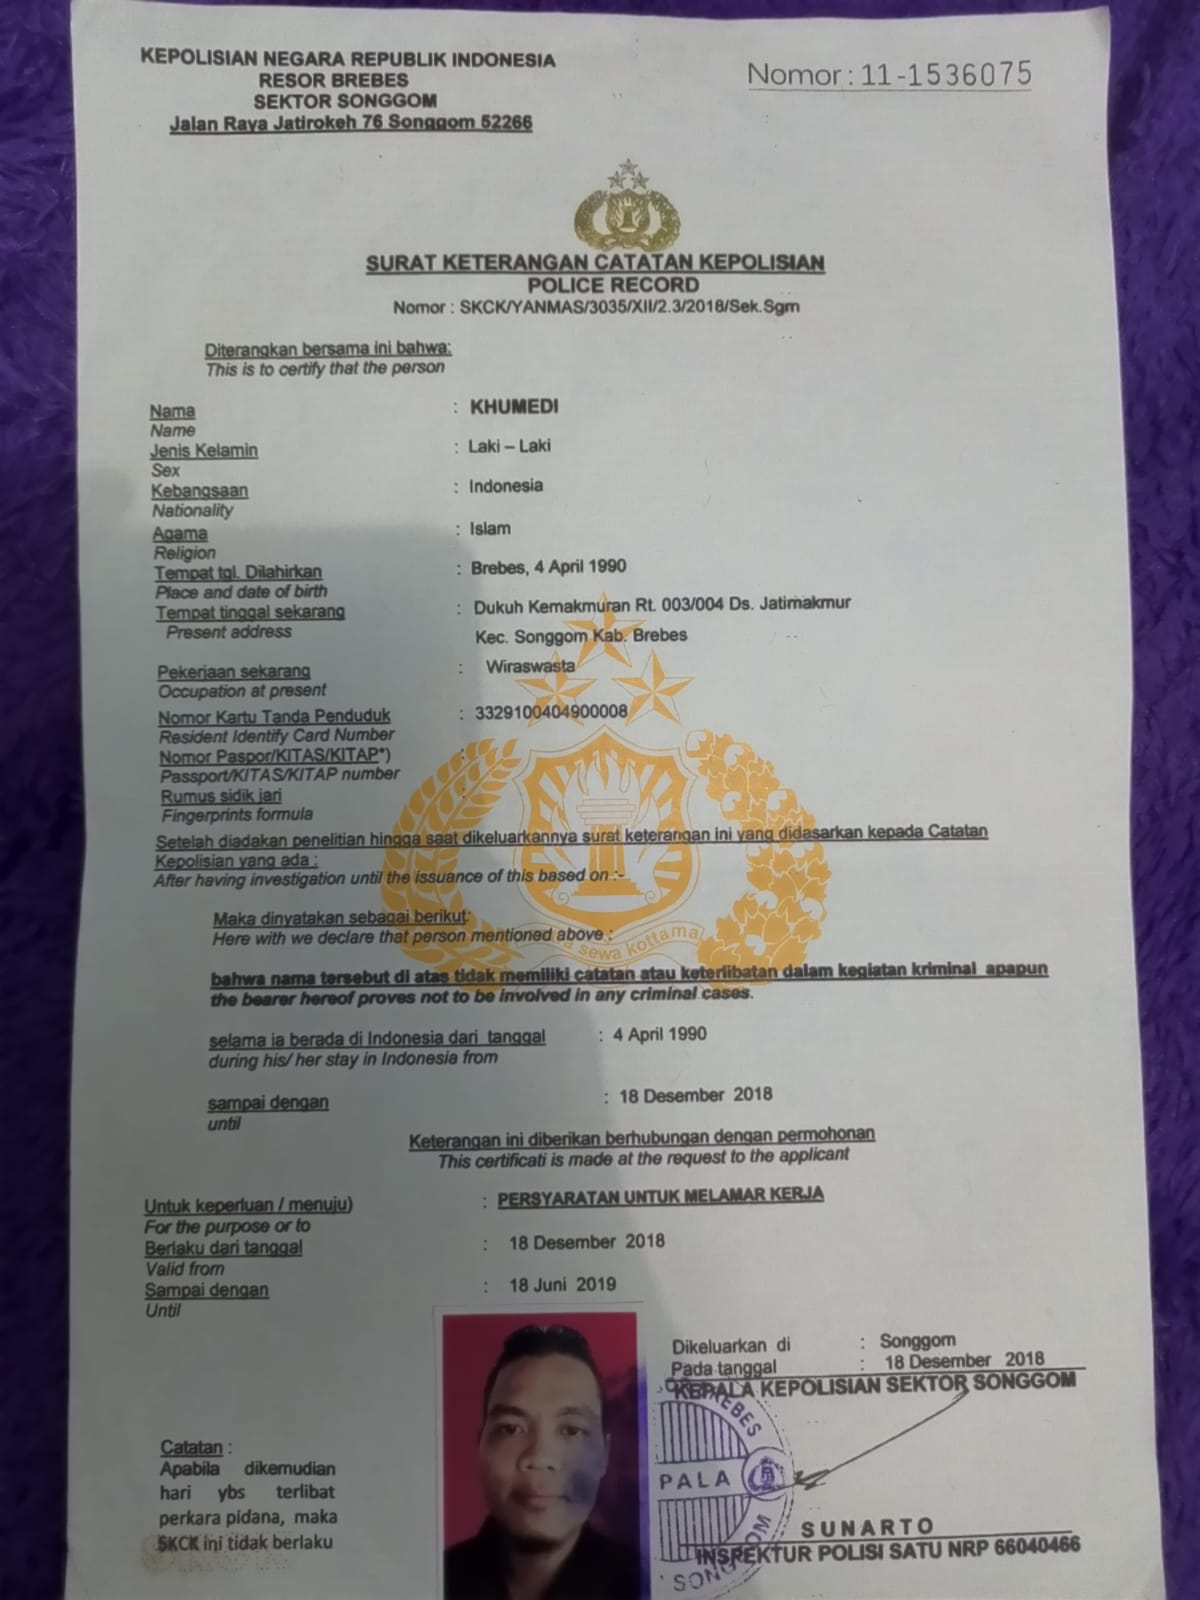 KEPOLISIAN NEGARA REPUBLIK INDONESIA
RESOR BREBES
SEKTOR SONGGOM
Jalan Raya Jatirokeh 76 Songgom 52266
Nomor : 11-1536075
SURAT KETERANGAN CATATAN KEPOLISIAN
POLICE RECORD
Nomor : SKCK/YANMAS/3035/XII/2.3/2018/Sek.Sgm
Diterangkan bersama ini bahwa:
This is to certify that the person
Nama : KHUMEDI
Name
Jenis Kelamin : Laki – Laki
Sex
Kebangsaan : Indonesia
Nationality
Agama : Islam
Religion
Tempat tgl. Dilahirkan : Brebes, 4 April 1990
Place and date of birth
Tempat tinggal sekarang : Dukuh Kemakmuran Rt. 003/004 Ds. Jatimakmur
Present address Kec. Songgom Kab. Brebes
Pekerjaan sekarang : Wiraswasta
Occupation at present
Nomor Kartu Tanda Penduduk : 3329100404900008
Resident Identify Card Number
Nomor Paspor/KITAS/KITAP*) :
Passport/KITAS/KITAP number
Rumus sidik jari :
Fingerprints formula
Setelah diadakan penelitian hingga saat dikeluarkannya surat keterangan ini yang didasarkan kepada Catatan
Kepolisian yang ada :
After having investigation until the issuance of this based on :-
Maka dinyatakan sebagai berikut:
Here with we declare that person mentioned above :
sewa kottama
bahwa nama tersebut di atas tidak memiliki catatan atau keterlibatan dalam kegiatan kriminal apapun
the bearer hereof proves not to be involved in any criminal cases.
selama ia berada di Indonesia dari tanggal : 4 April 1990
during his/ her stay in Indonesia from
sampai dengan : 18 Desember 2018
until
Keterangan ini diberikan berhubungan dengan permohonan
This certificati is made at the request to the applicant
Untuk keperluan / menuju) : PERSYARATAN UNTUK MELAMAR KERJA
For the purpose or to
Berlaku dari tanggal : 18 Desember 2018
Valid from
Sampai dengan : 18 Juni 2019
Until
Dikeluarkan di : Songgom
Pada tanggal : 18 Desember 2018
KEPALA KEPOLISIAN SEKTOR SONGGOM
BREBES
PALA
SONGGOM
SUNARTO
INSPEKTUR POLISI SATU NRP 66040466
Catatan :
Apabila dikemudian
hari ybs terlibat
perkara pidana, maka
SKCK ini tidak berlaku